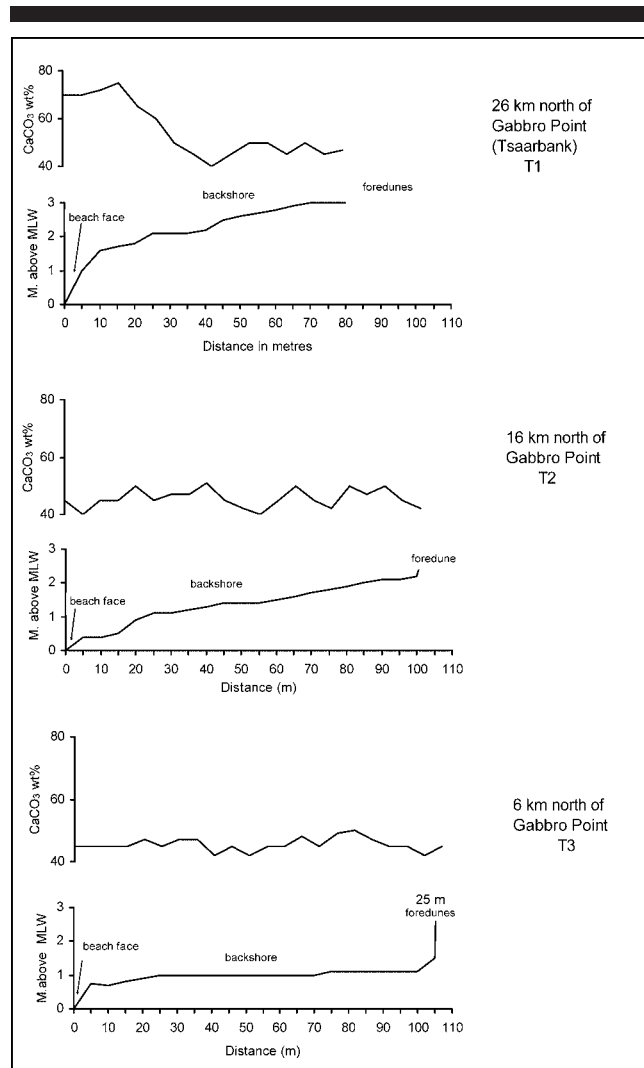 80
60
40
CaCO₃ wt%
26 km north of
Gabbro Point
(Tsaarbank)
T1
backshore
foredunes
beach face
3
2
1
0
M. above MLW
0 10 20 30 40 50 60 70 80 90 100 110
Distance in metres
80
60
40
CaCO₃ wt%
16 km north of
Gabbro Point
T2
3
2
1
0
M. above MLW
foredune
backshore
beach face
0 10 20 30 40 50 60 70 80 90 100 110
Distance (m)
80
60
40
CaCO₃ wt%
6 km north of
Gabbro Point
T3
25 m
foredunes
3
2
1
0
M.above MLW
beach face
backshore
0 10 20 30 40 50 60 70 80 90 100 110
Distance (m)